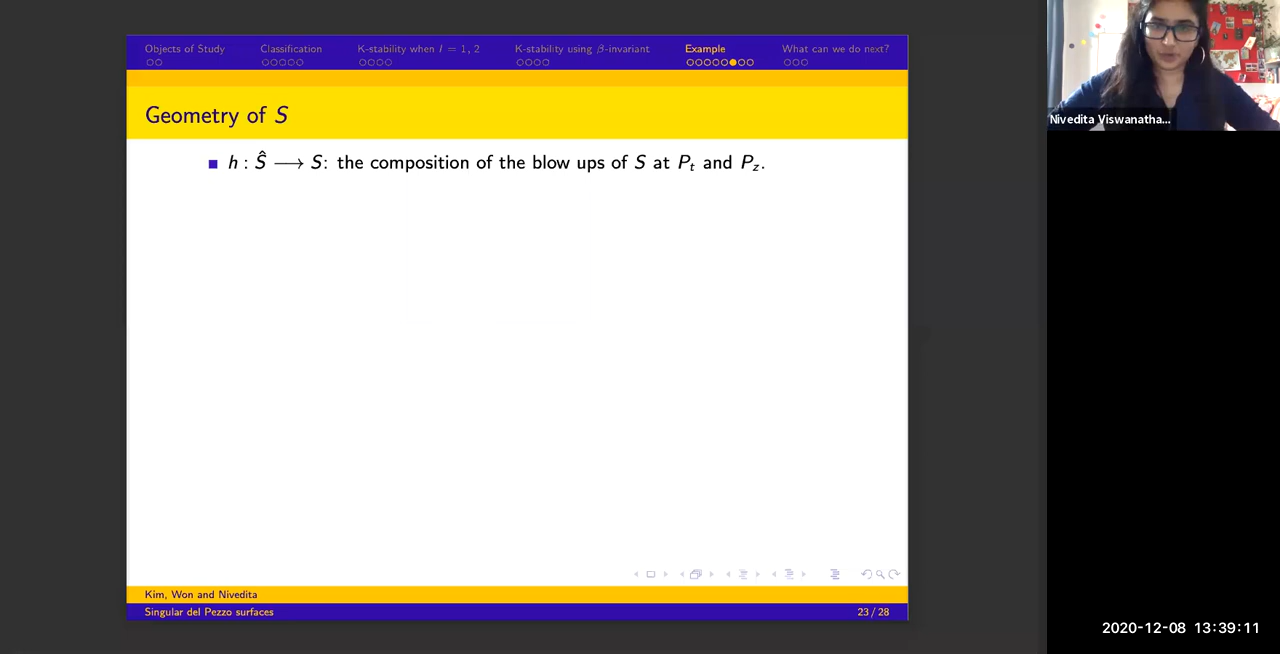 Objects of Study Classification K-stability when I = 1, 2 K-stability using β-invariant Example What can we do next?
Geometry of S
h : Ŝ ⟶ S: the composition of the blow ups of S at Pₜ and P_z.
Kim, Won and Nivedita
Singular del Pezzo surfaces 23 / 28
Nivedita Viswanatha...
2020-12-08 13:39:11